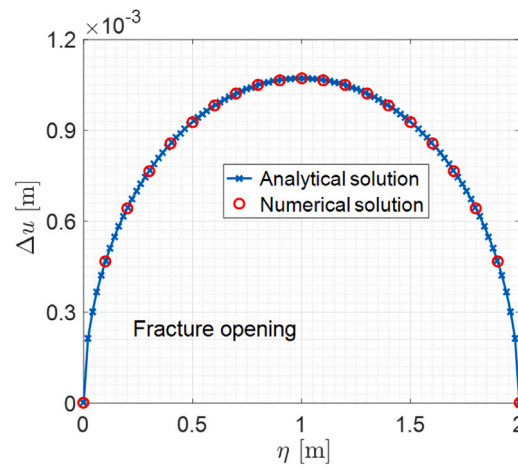 ×10⁻³
1.2
0.9
0.6
0.3
0
Δu [m]
Analytical solution
Numerical solution
Fracture opening
0 0.5 1 1.5 2
η [m]